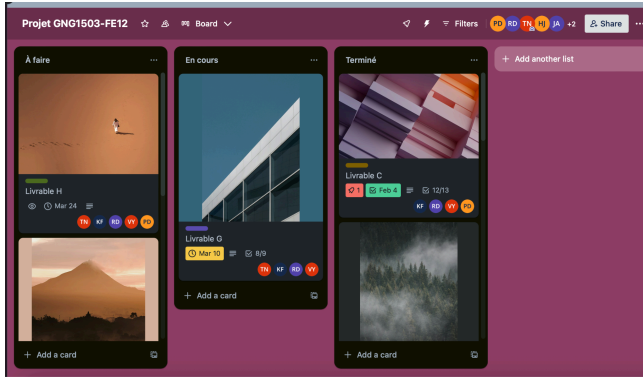 Projet GNG1503-FE12 Board Filters PD RD TN HJ JA +2 Share
À faire
Livrable H
Mar 24
TN KF RD VY PD
+ Add a card
En cours
Livrable G
Mar 10 8/9
TN KF RD VY
+ Add a card
Terminé
Livrable C
1 Feb 4 12/13
KF RD VY PD
+ Add a card
+ Add another list